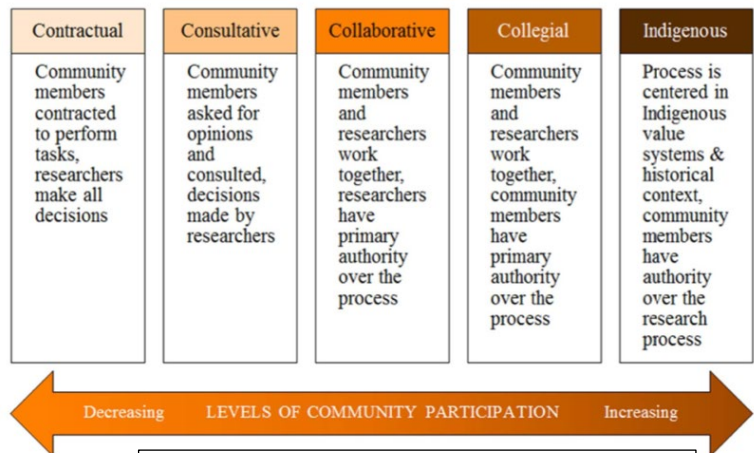 Contractual
Community
members
contracted
to perform
tasks,
researchers
make all
decisions
Consultative
Community
members
asked for
opinions
and
consulted,
decisions
made by
researchers
Collaborative
Community
members
and
researchers
work
together,
researchers
have
primary
authority
over the
process
Collegial
Community
members
and
researchers
work
together,
community
members
have
primary
authority
over the
process
Indigenous
Process is
centered in
Indigenous
value
systems &
historical
context,
community
members
have
authority
over the
research
process
Decreasing LEVELS OF COMMUNITY PARTICIPATION Increasing